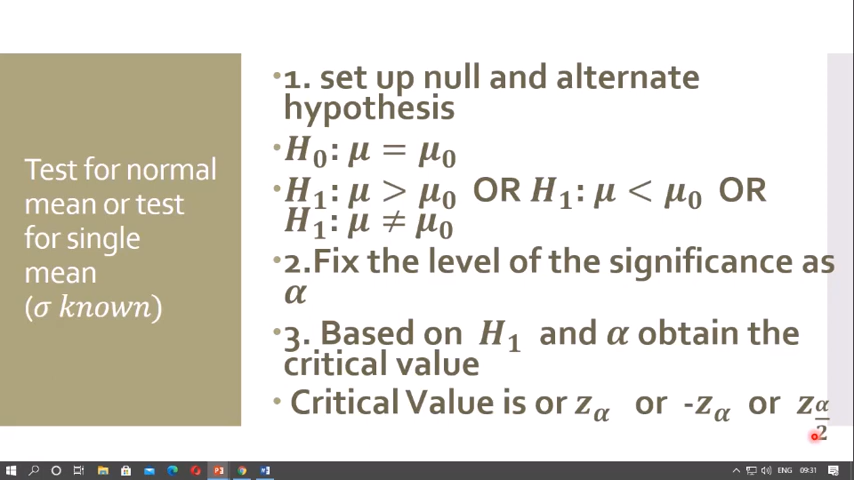 Test for normal
mean or test
for single
mean
(σ known)
•1. set up null and alternate
hypothesis
•H₀: μ = μ₀
•H₁: μ > μ₀ OR H₁: μ < μ₀ OR
H₁: μ ≠ μ₀
•2.Fix the level of the significance as
α
•3. Based on H₁ and α obtain the
critical value
• Critical Value is or z_α or -z_α or z_{α/2}
ENG 09:31